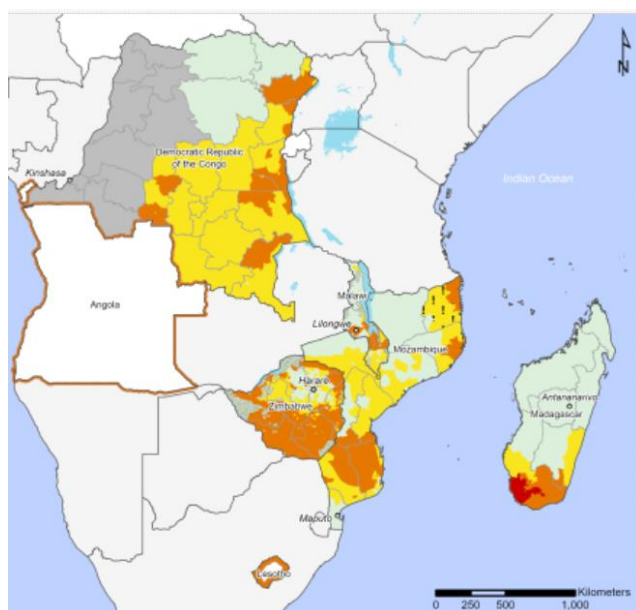 N
Democratic Republic
of the Congo
Kinshasa
Indian Ocean
Angola
Malawi
Lilongwe
Mozambique
Harare
Zimbabwe
Antananarivo
Madagascar
Maputo
Lesotho
Kilometers
0 250 500 1,000